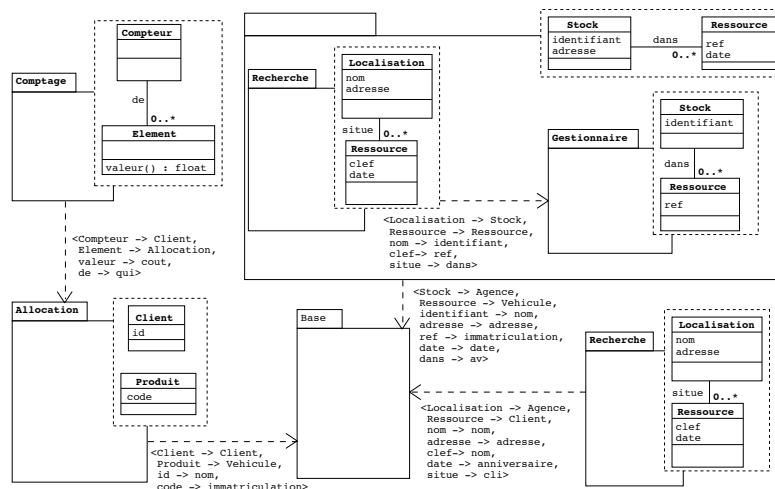 Compteur
de
0..*
Element
valeur() : float
Comptage
<Compteur -> Client,
Element -> Allocation,
valeur -> cout,
de -> qui>
Recherche
Localisation
nom
adresse
situe
0..*
Ressource
clef
date
Stock
identifiant
adresse
dans
0..*
Ressource
ref
date
Gestionnaire
Stock
identifiant
dans
0..*
Ressource
ref
<Localisation -> Stock,
Ressource -> Ressource,
nom -> identifiant,
clef-> ref,
situe -> dans>
Allocation
Client
id
Produit
code
<Client -> Client,
Produit -> Vehicule,
id -> nom,
code -> immatriculation>
Base
<Stock -> Agence,
Ressource -> Vehicule,
identifiant -> nom,
adresse -> adresse,
ref -> immatriculation,
date -> date,
dans -> av>
<Localisation -> Agence,
Ressource -> Client,
nom -> nom,
adresse -> adresse,
clef-> nom,
date -> anniversaire,
situe -> cli>
Recherche
Localisation
nom
adresse
situe
0..*
Ressource
clef
date